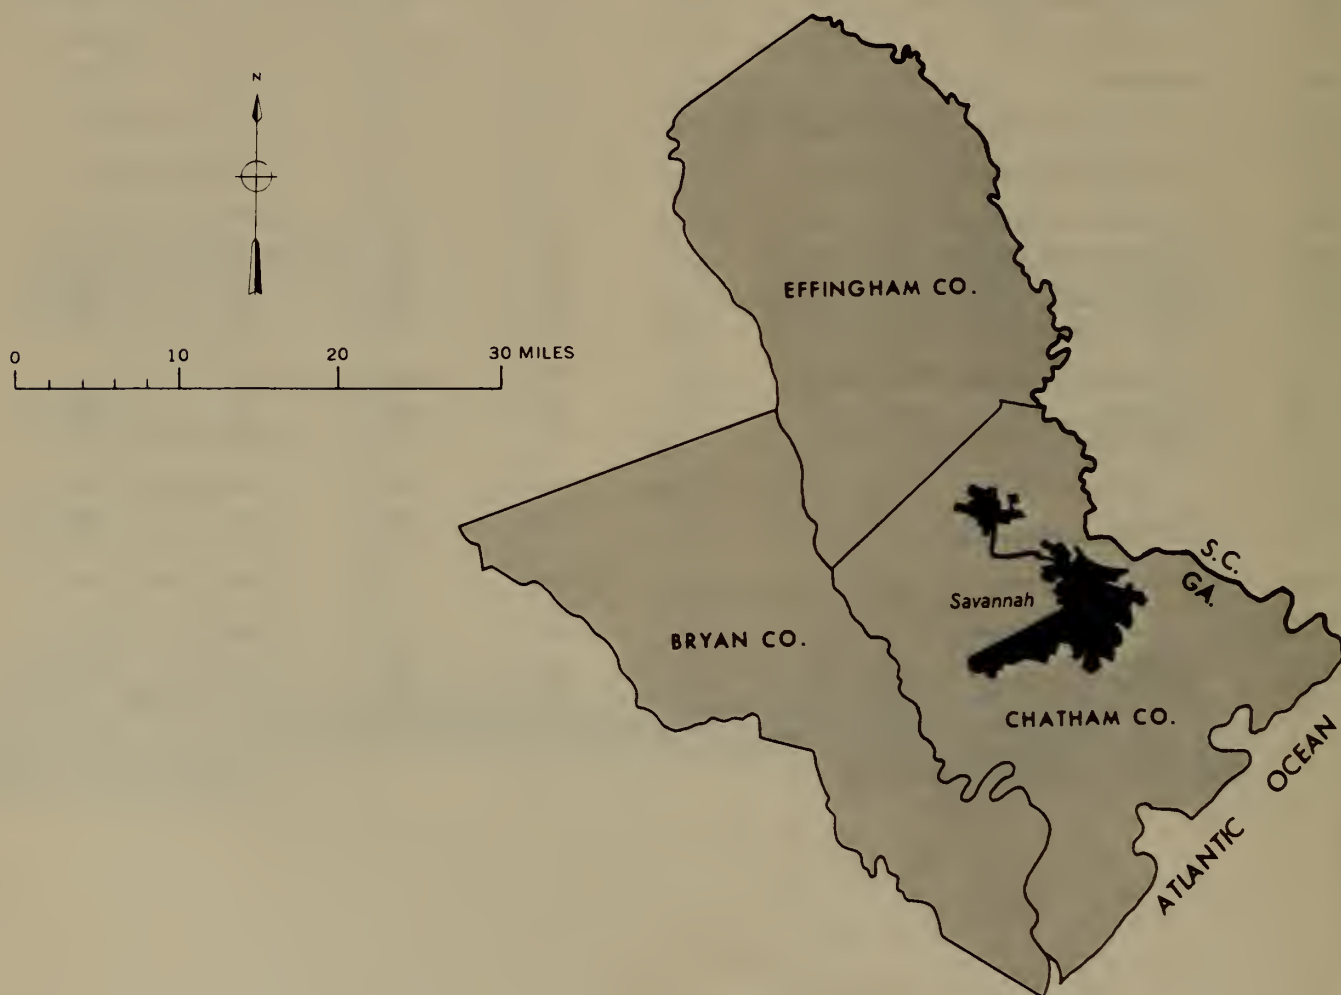 N
0 10 20 30 MILES
EFFINGHAM CO.
S.C.
GA.
Savannah
BRYAN CO.
CHATHAM CO.
ATLANTIC OCEAN